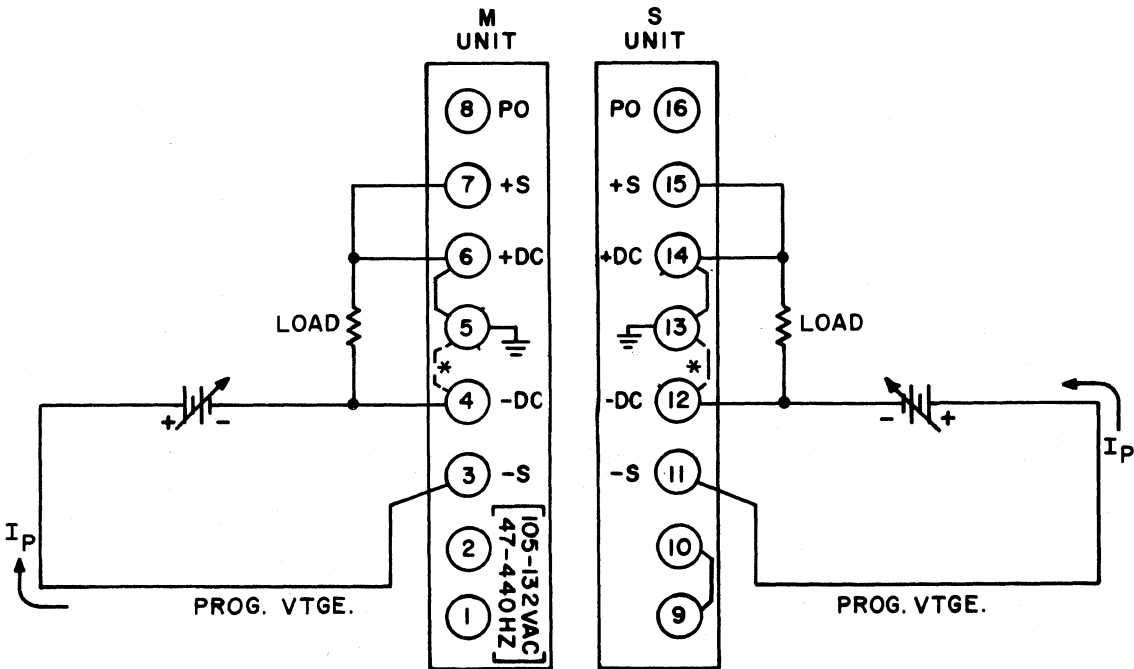 M
UNIT
S
UNIT
8 PO
PO 16
7 +S
+S 15
6 +DC
+DC 14
LOAD
5
13
LOAD
*
*
+ -
4 -DC
-DC 12
- +
IP
3 -S
-S 11
IP
2
10
105-132VAC
47-440HZ
1
9
PROG. VTGE.
PROG. VTGE.